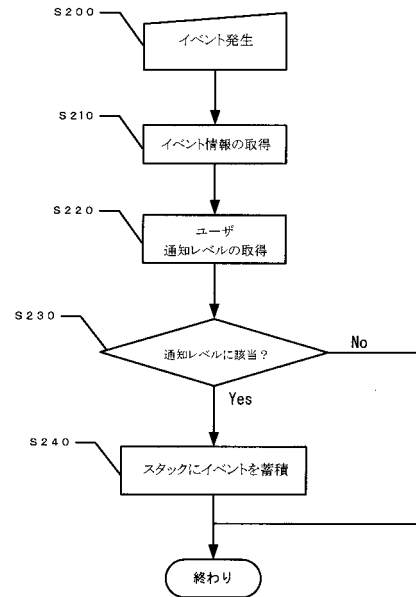 S200
イベント発生
S210
イベント情報の取得
S220
ユーザ
通知レベルの取得
S230
通知レベルに該当?
No
Yes
S240
スタックにイベントを蓄積
終わり